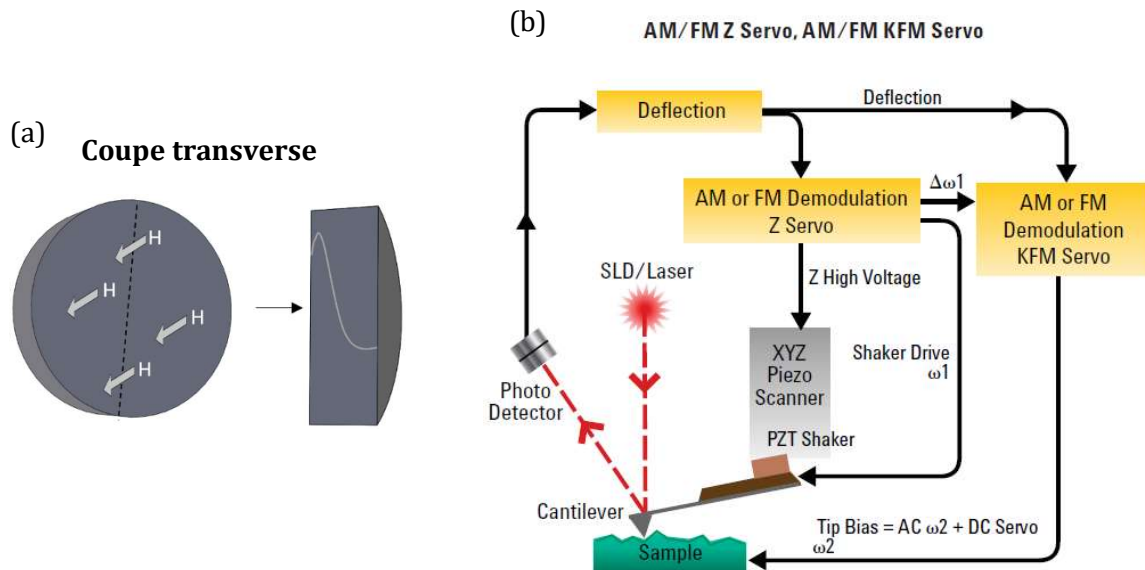 (a)
Coupe transverse
H
H
H
H
(b)
AM/FM Z Servo, AM/FM KFM Servo
Deflection
Deflection
AM or FM Demodulation
Z Servo
Δω1
AM or FM
Demodulation
KFM Servo
SLD/Laser
Z High Voltage
Photo
Detector
XYZ
Piezo
Scanner
Shaker Drive
ω1
PZT Shaker
Cantilever
Sample
Tip Bias = AC ω2 + DC Servo
ω2